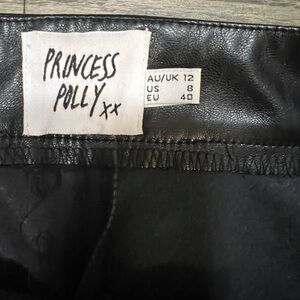 PRINCESS
POLLY xx
AU/UK 12
US 8
EU 40